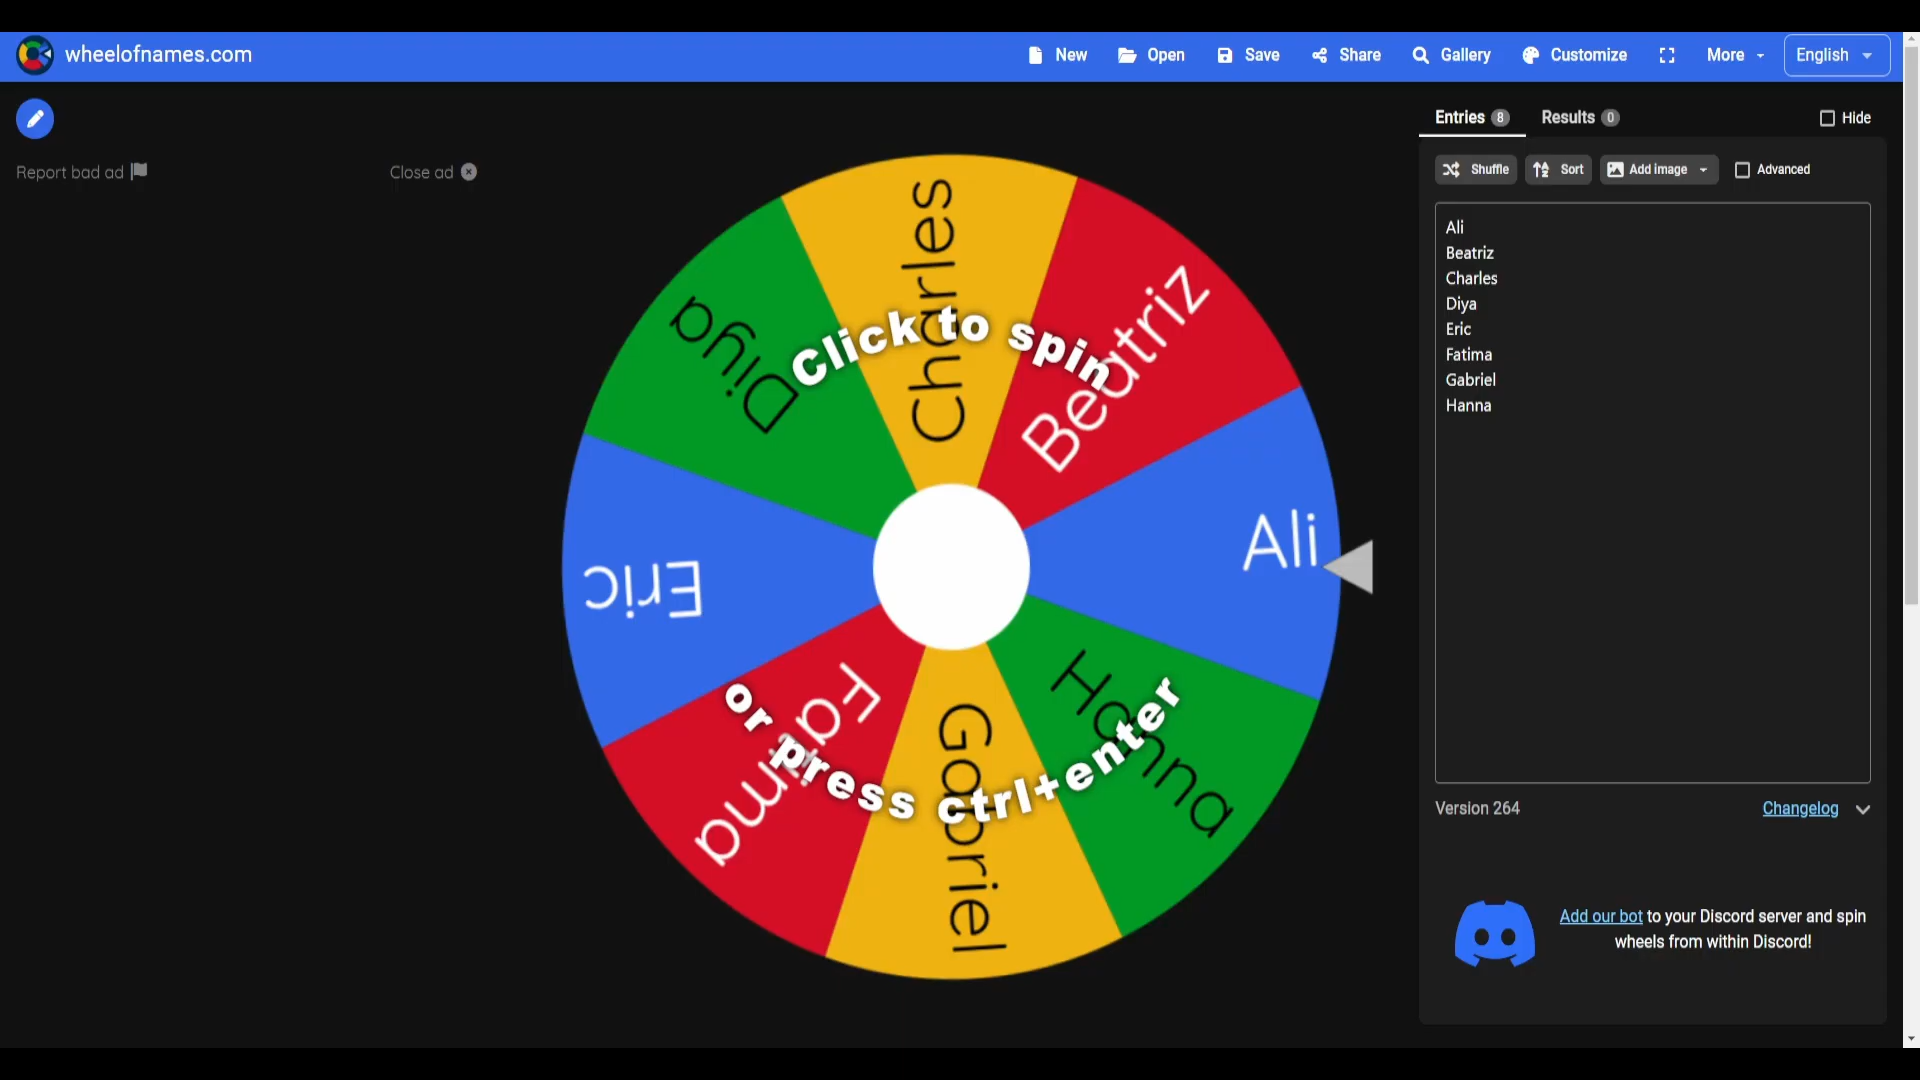 wheelofnames.com
New Open Save Share Gallery Customize More English
Entries 8 Results 0 Hide
Report bad ad Close ad
Shuffle Sort Add image Advanced
Charles
Beatriz
Diya
Click to spin
Ali
Eric
Hanna
Fatima
Gabriel
or press ctrl+enter
Ali
Beatriz
Charles
Diya
Eric
Fatima
Gabriel
Hanna
Version 264 Changelog
Add our bot to your Discord server and spin
wheels from within Discord!